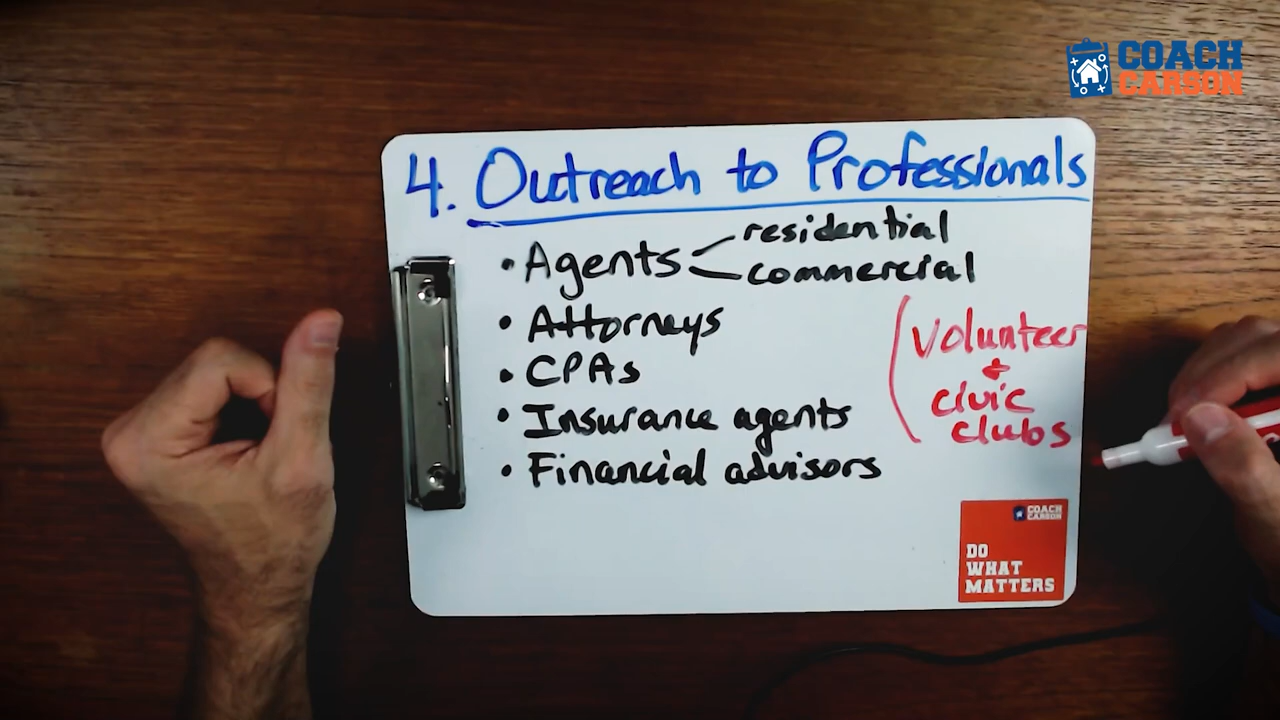 COACH
CARSON
4. Outreach to Professionals
• Agents
residential
commercial
• Attorneys
• CPAs
• Insurance agents
• Financial advisors
Volunteer
+
civic
clubs
COACH
CARSON
DO
WHAT
MATTERS